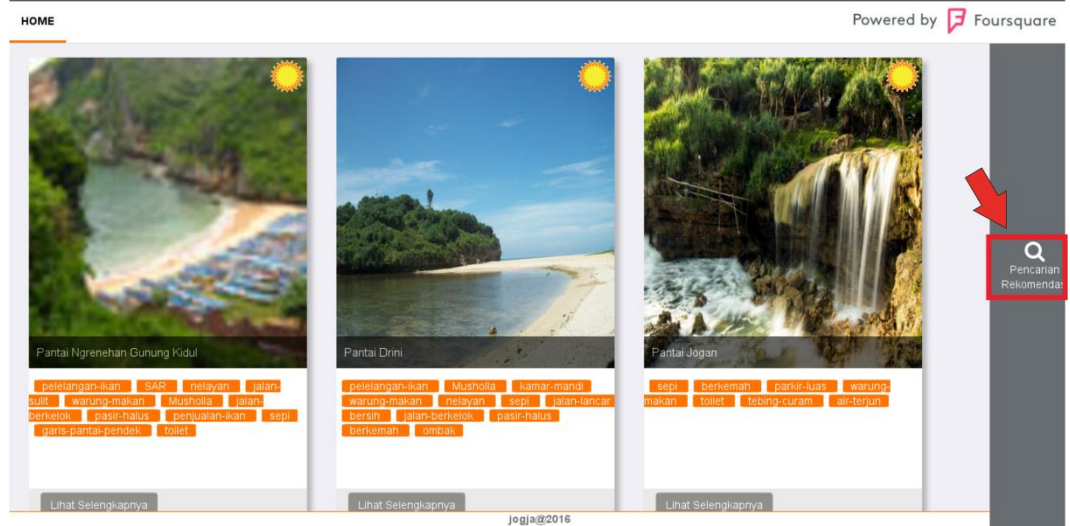 HOME
Powered by Foursquare
Pantai Ngrenehan Gunung Kidul
pelelangan-ikan SAR nelayan jalan-
sulit warung-makan Musholla jalan-
berkelok pasir-halus penjualan-ikan sepi
garis-pantai-pendek toilet
Lihat Selengkapnya
Pantai Drini
pelelangan-ikan Musholla kamar-mandi
warung-makan nelayan sepi jalan-lancar
bersih jalan-berkelok pasir-halus
berkemah ombak
Lihat Selengkapnya
Pantai Jogan
sepi berkemah parkir-luas warung-
makan toilet tebing-curam air-terjun
Lihat Selengkapnya
Pencarian
Rekomendas
jogja@2016